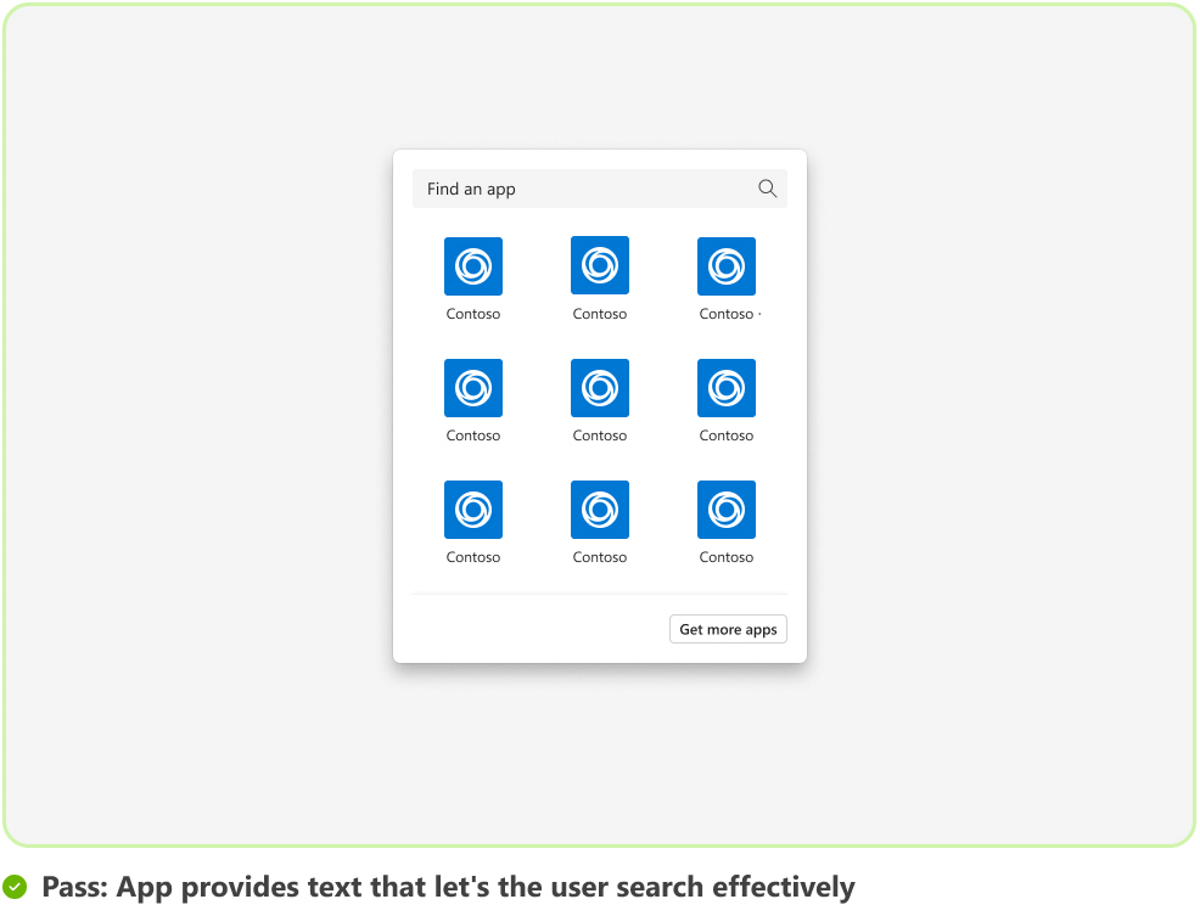 Find an app
Contoso Contoso Contoso ·
Contoso Contoso Contoso
Contoso Contoso Contoso
Get more apps
Pass: App provides text that let's the user search effectively